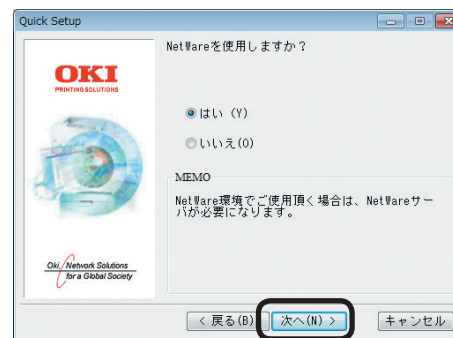 Quick Setup
NetWareを使用しますか?
OKI
PRINTING SOLUTIONS
はい (Y)
いいえ(O)
MEMO
NetWare環境でご使用頂く場合は、NetWareサー
バが必要になります。
Oki, Network Solutions
for a Global Society
< 戻る(B)
次へ(N) >
キャンセル